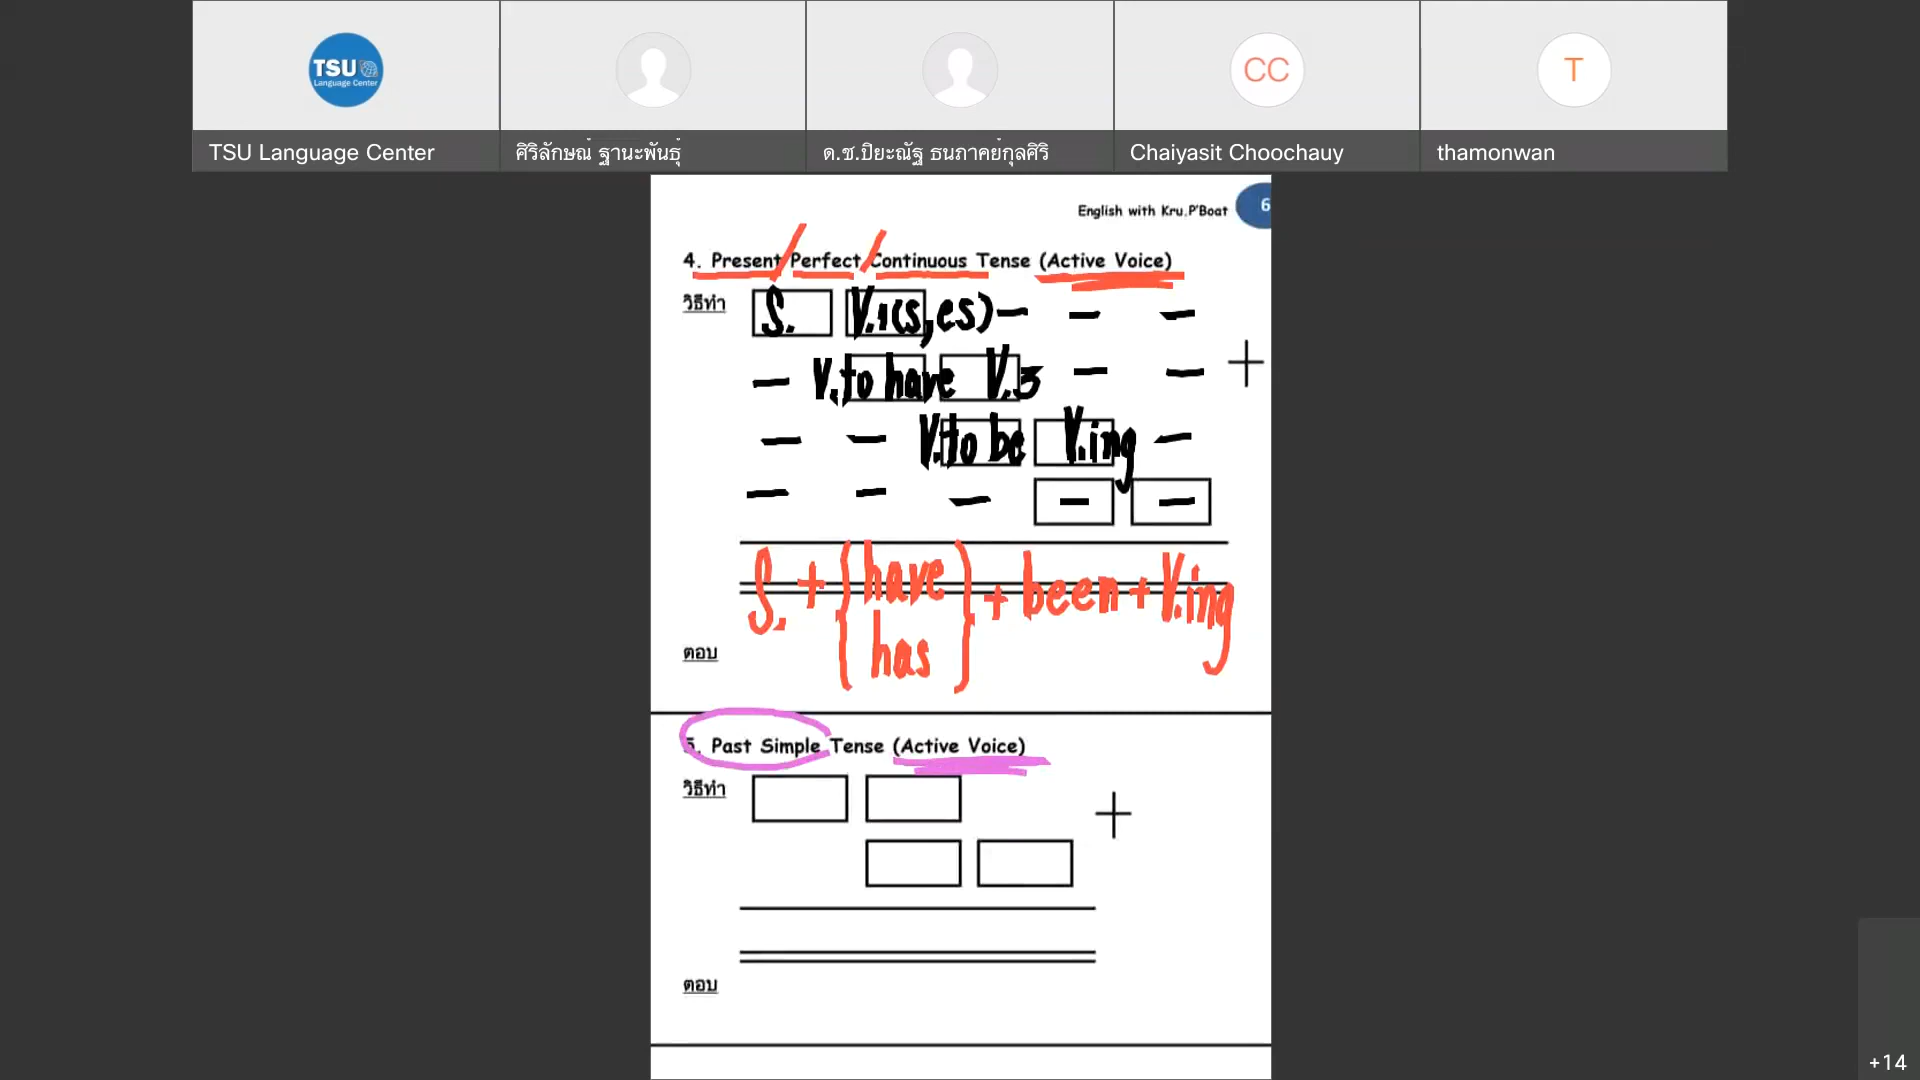 TSU
Language Center
CC
T
TSU Language Center
ศิริลักษณ์ ฐานะพันธุ์
ด.ช.ปิยะณัฐ ธนภาคย์กุลศิริ
Chaiyasit Choochauy
thamonwan
English with Kru.P'Boat
6
4. Present/Perfect/Continuous Tense (Active Voice)
วิธีทำ
S. V.1(s,es) — — —
— V.to have V.3 — — +
— — V.to be V.ing —
— — — — —
S. + { have has } + been + V.ing
ตอบ
5. Past Simple Tense (Active Voice)
วิธีทำ
+
ตอบ
+14